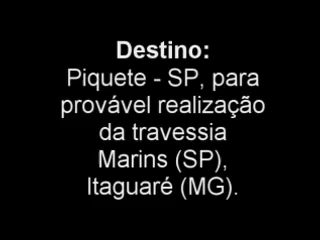 Destino:
Piquete - SP, para
provável realização
da travessia
Marins (SP),
Itaguaré (MG).